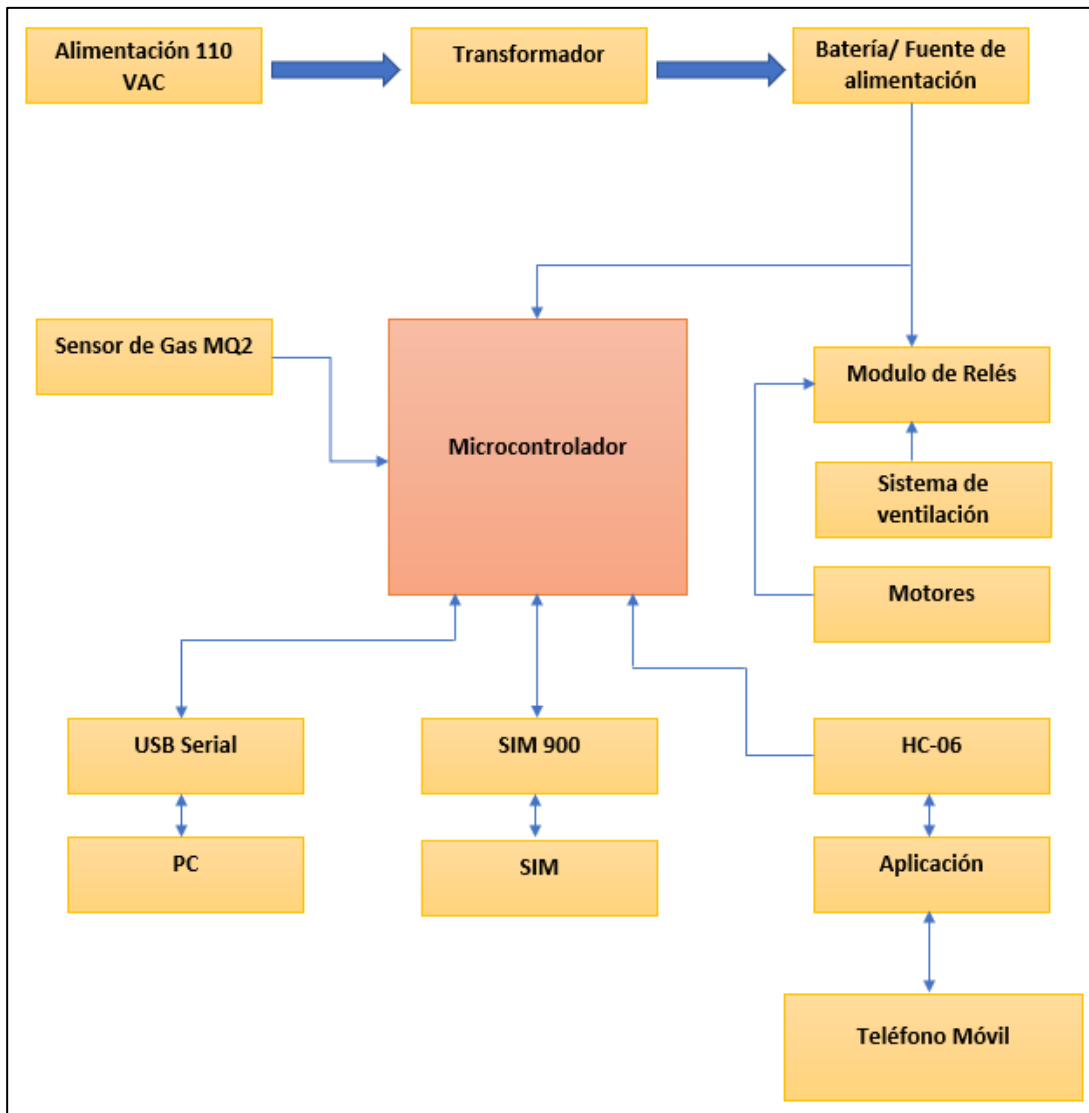 Alimentación 110
VAC
Transformador
Batería/ Fuente de
alimentación
Sensor de Gas MQ2
Microcontrolador
Modulo de Relés
Sistema de
ventilación
Motores
USB Serial
SIM 900
HC-06
PC
SIM
Aplicación
Teléfono Móvil